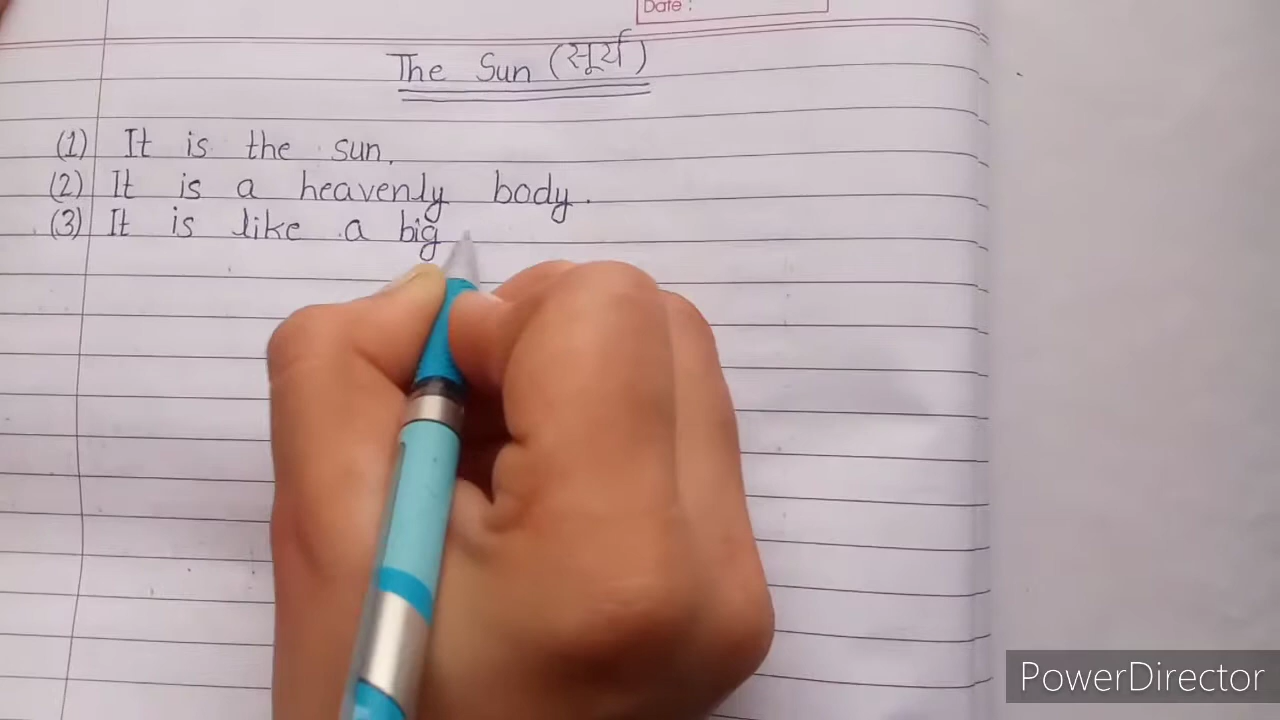 Date :
The Sun (सूर्य)
(1) It is the sun.
(2) It is a heavenly body.
(3) It is like a big
PowerDirector